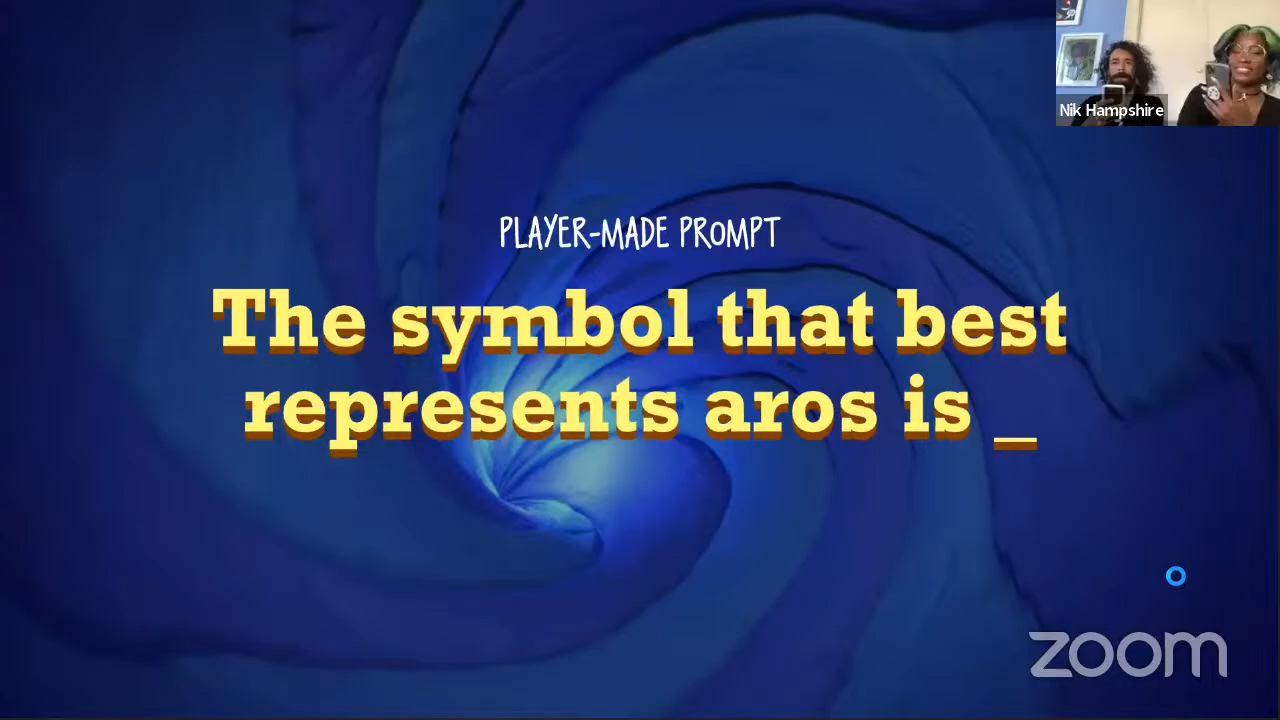 Nik Hampshire
PLAYER-MADE PROMPT
The symbol that best
represents aros is _
zoom